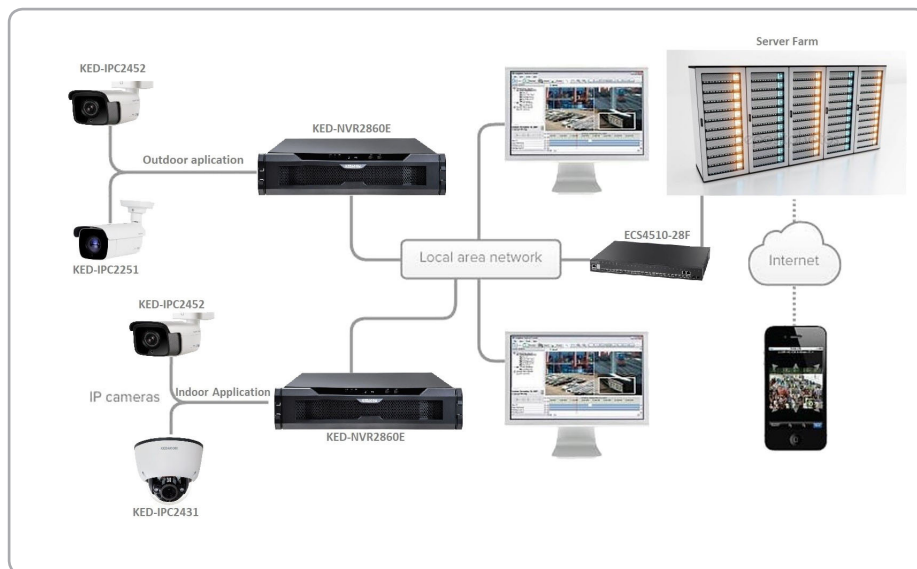 Server Farm
KED-IPC2452
KED-NVR2860E
Outdoor aplication
KED-IPC2251
Local area network
ECS4510-28F
Internet
KED-IPC2452
IP cameras
Indoor Application
KED-NVR2860E
KED-IPC2431